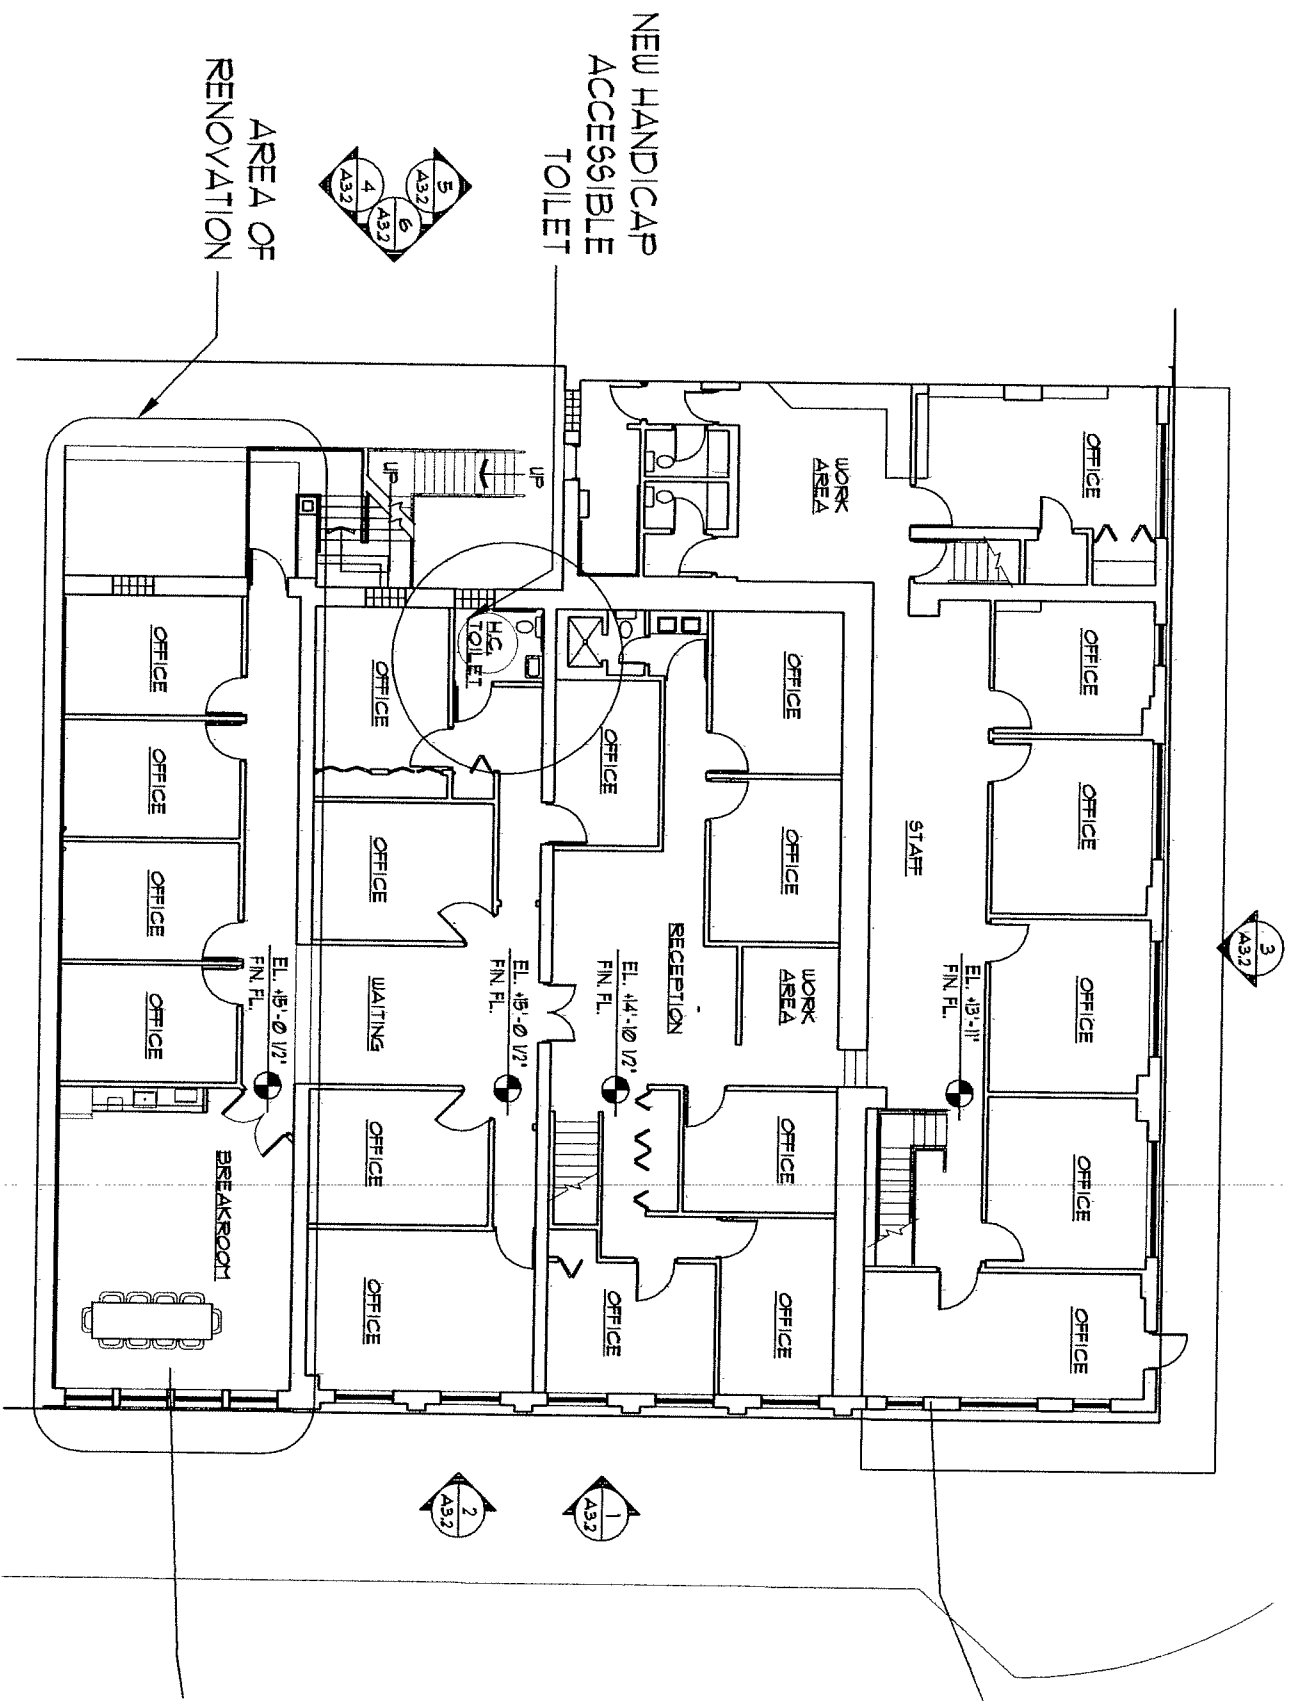 3
A3.2
OFFICE
OFFICE
OFFICE
OFFICE
OFFICE
OFFICE
EL. +13'-11"
FIN. FL.
STAFF
WORK
AREA
OFFICE
OFFICE
WORK
AREA
OFFICE
OFFICE
RECEPTION
NEW HANDICAP
ACCESSIBLE
TOILET
EL. +14'-10 1/2"
FIN. FL.
OFFICE
OFFICE
1
A3.2
UP
EL. +15'-0 1/2"
FIN. FL.
H.C.
TOILET
2
A3.2
5
A3.2
6
A3.2
4
A3.2
UP
OFFICE
OFFICE
WAITING
OFFICE
OFFICE
AREA OF
RENOVATION
EL. +15'-0 1/2"
FIN. FL.
BREAKROOM
OFFICE
OFFICE
OFFICE
OFFICE